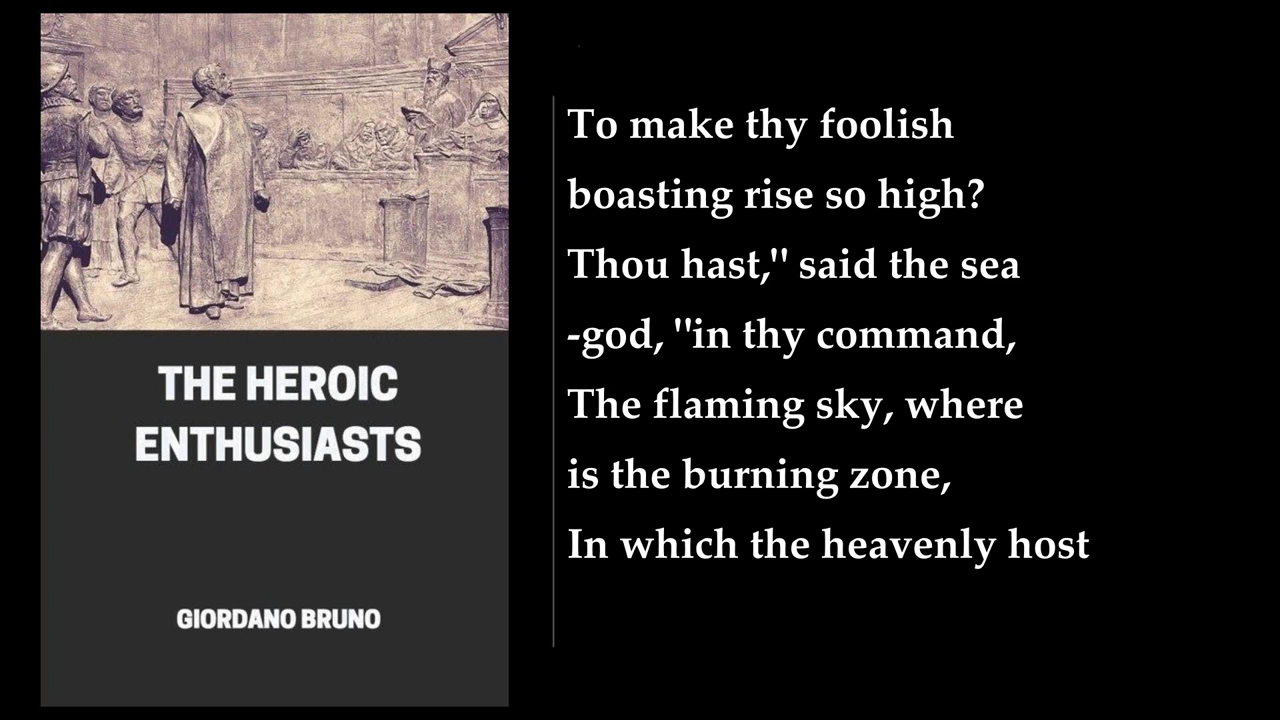 THE HEROIC
ENTHUSIASTS
GIORDANO BRUNO
To make thy foolish
boasting rise so high?
Thou hast," said the sea
-god, "in thy command,
The flaming sky, where
is the burning zone,
In which the heavenly host